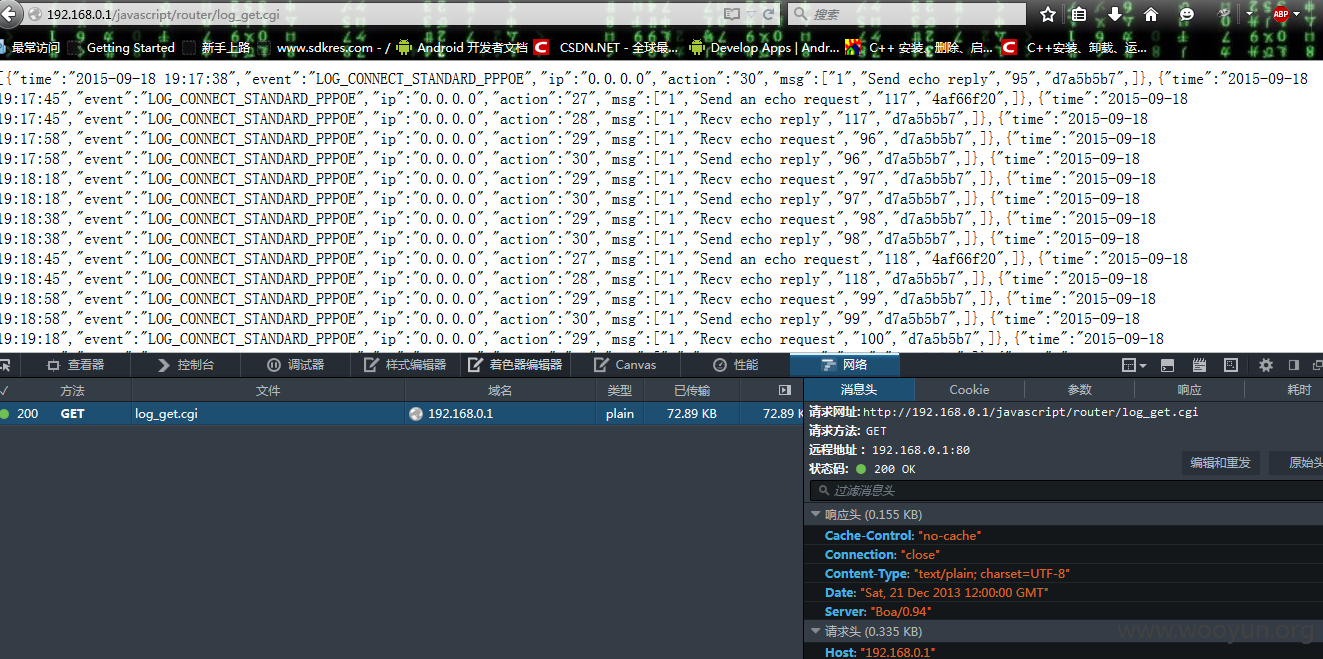 192.168.0.1/javascript/router/log_get.cgi
搜索
ABP
最常访问 Getting Started 新手上路 www.sdkres.com - / Android 开发者文档 CSDN.NET - 全球最... Develop Apps | Andr... C++ 安装、删除、启... C++安装、卸载、运...
[{"time":"2015-09-18 19:17:38","event":"LOG_CONNECT_STANDARD_PPPOE","ip":"0.0.0.0","action":"30","msg":["1","Send echo reply","95","d7a5b5b7",]},{"time":"2015-09-18
19:17:45","event":"LOG_CONNECT_STANDARD_PPPOE","ip":"0.0.0.0","action":"27","msg":["1","Send an echo request","117","4af66f20",]},{"time":"2015-09-18
19:17:45","event":"LOG_CONNECT_STANDARD_PPPOE","ip":"0.0.0.0","action":"28","msg":["1","Recv echo reply","117","d7a5b5b7",]},{"time":"2015-09-18
19:17:58","event":"LOG_CONNECT_STANDARD_PPPOE","ip":"0.0.0.0","action":"29","msg":["1","Recv echo request","96","d7a5b5b7",]},{"time":"2015-09-18
19:17:58","event":"LOG_CONNECT_STANDARD_PPPOE","ip":"0.0.0.0","action":"30","msg":["1","Send echo reply","96","d7a5b5b7",]},{"time":"2015-09-18
19:18:18","event":"LOG_CONNECT_STANDARD_PPPOE","ip":"0.0.0.0","action":"29","msg":["1","Recv echo request","97","d7a5b5b7",]},{"time":"2015-09-18
19:18:18","event":"LOG_CONNECT_STANDARD_PPPOE","ip":"0.0.0.0","action":"30","msg":["1","Send echo reply","97","d7a5b5b7",]},{"time":"2015-09-18
19:18:38","event":"LOG_CONNECT_STANDARD_PPPOE","ip":"0.0.0.0","action":"29","msg":["1","Recv echo request","98","d7a5b5b7",]},{"time":"2015-09-18
19:18:38","event":"LOG_CONNECT_STANDARD_PPPOE","ip":"0.0.0.0","action":"30","msg":["1","Send echo reply","98","d7a5b5b7",]},{"time":"2015-09-18
19:18:45","event":"LOG_CONNECT_STANDARD_PPPOE","ip":"0.0.0.0","action":"27","msg":["1","Send an echo request","118","4af66f20",]},{"time":"2015-09-18
19:18:45","event":"LOG_CONNECT_STANDARD_PPPOE","ip":"0.0.0.0","action":"28","msg":["1","Recv echo reply","118","d7a5b5b7",]},{"time":"2015-09-18
19:18:58","event":"LOG_CONNECT_STANDARD_PPPOE","ip":"0.0.0.0","action":"29","msg":["1","Recv echo request","99","d7a5b5b7",]},{"time":"2015-09-18
19:18:58","event":"LOG_CONNECT_STANDARD_PPPOE","ip":"0.0.0.0","action":"30","msg":["1","Send echo reply","99","d7a5b5b7",]},{"time":"2015-09-18
19:19:18","event":"LOG_CONNECT_STANDARD_PPPOE","ip":"0.0.0.0","action":"29","msg":["1","Recv echo request","100","d7a5b5b7",]},{"time":"2015-09-18
查看器 控制台 调试器 样式编辑器 着色器编辑器 Canvas 性能 网络
方法 文件 域名 类型 已传输
200 GET log_get.cgi 192.168.0.1 plain 72.89 KB 72.89 K
消息头 Cookie 参数 响应 耗时
请求网址:http://192.168.0.1/javascript/router/log_get.cgi
请求方法: GET
远程地址: 192.168.0.1:80
状态码: 200 OK
编辑和重发 原始头
过滤消息头
响应头 (0.155 KB)
Cache-Control: "no-cache"
Connection: "close"
Content-Type: "text/plain; charset=UTF-8"
Date: "Sat, 21 Dec 2013 12:00:00 GMT"
Server: "Boa/0.94"
请求头 (0.335 KB)
Host: "192.168.0.1"
www.wooyun.org